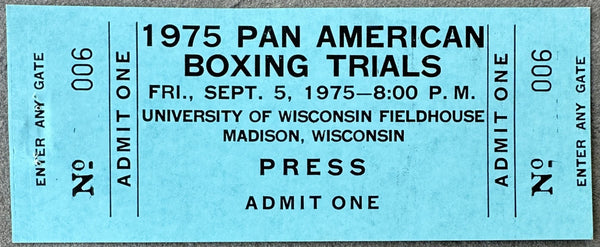 ENTER ANY GATE
Nº 006
ADMIT ONE
1975 PAN AMERICAN
BOXING TRIALS
FRI., SEPT. 5, 1975—8:00 P. M.
UNIVERSITY OF WISCONSIN FIELDHOUSE
MADISON, WISCONSIN
PRESS
ADMIT ONE
ADMIT ONE
Nº 006
ENTER ANY GATE